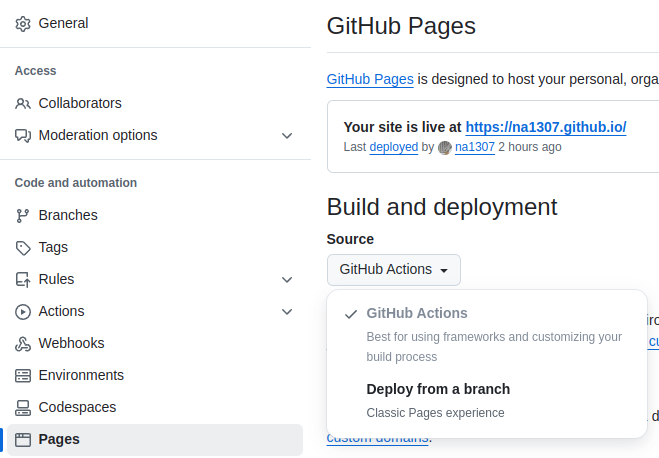 General
Access
Collaborators
Moderation options
Code and automation
Branches
Tags
Rules
Actions
Webhooks
Environments
Codespaces
Pages
GitHub Pages
GitHub Pages is designed to host your personal, orga
Your site is live at https://na1307.github.io/
Last deployed by na1307 2 hours ago
Build and deployment
Source
GitHub Actions
GitHub Actions
Best for using frameworks and customizing your
build process
Deploy from a branch
Classic Pages experience
custom domains.